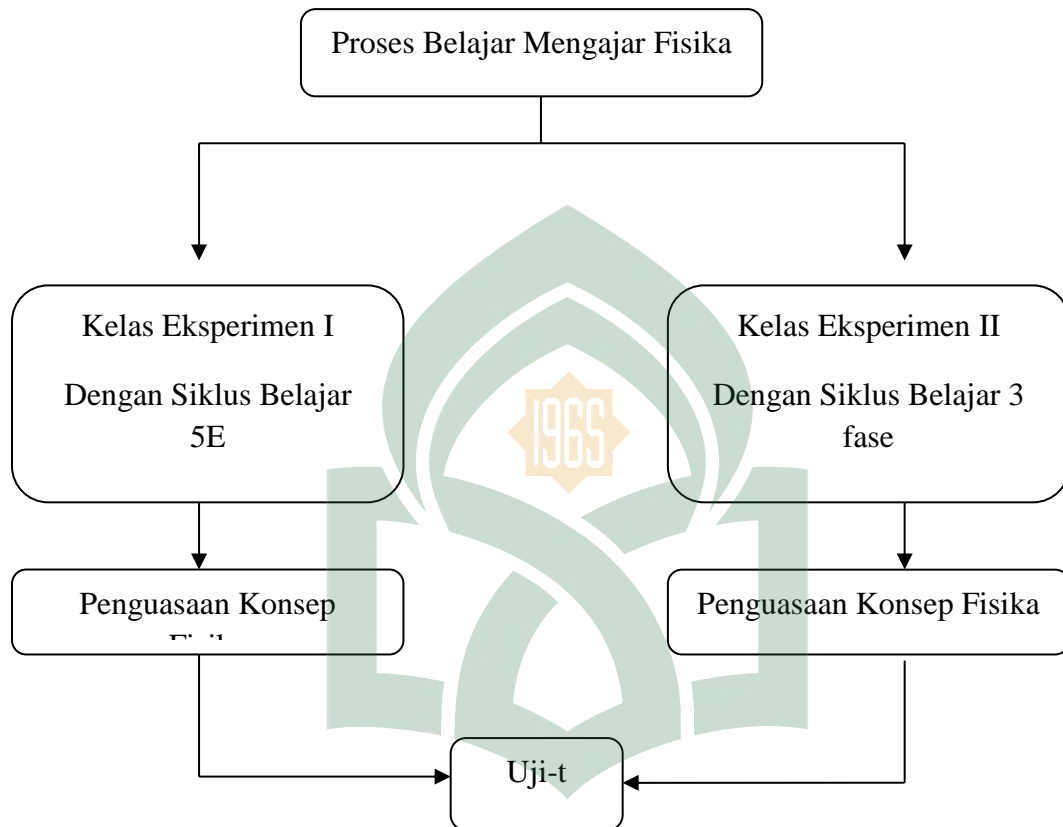 Proses Belajar Mengajar Fisika
Kelas Eksperimen I
Dengan Siklus Belajar
5E
Kelas Eksperimen II
Dengan Siklus Belajar 3
fase
1965
Penguasaan Konsep
Penguasaan Konsep Fisika
Uji-t